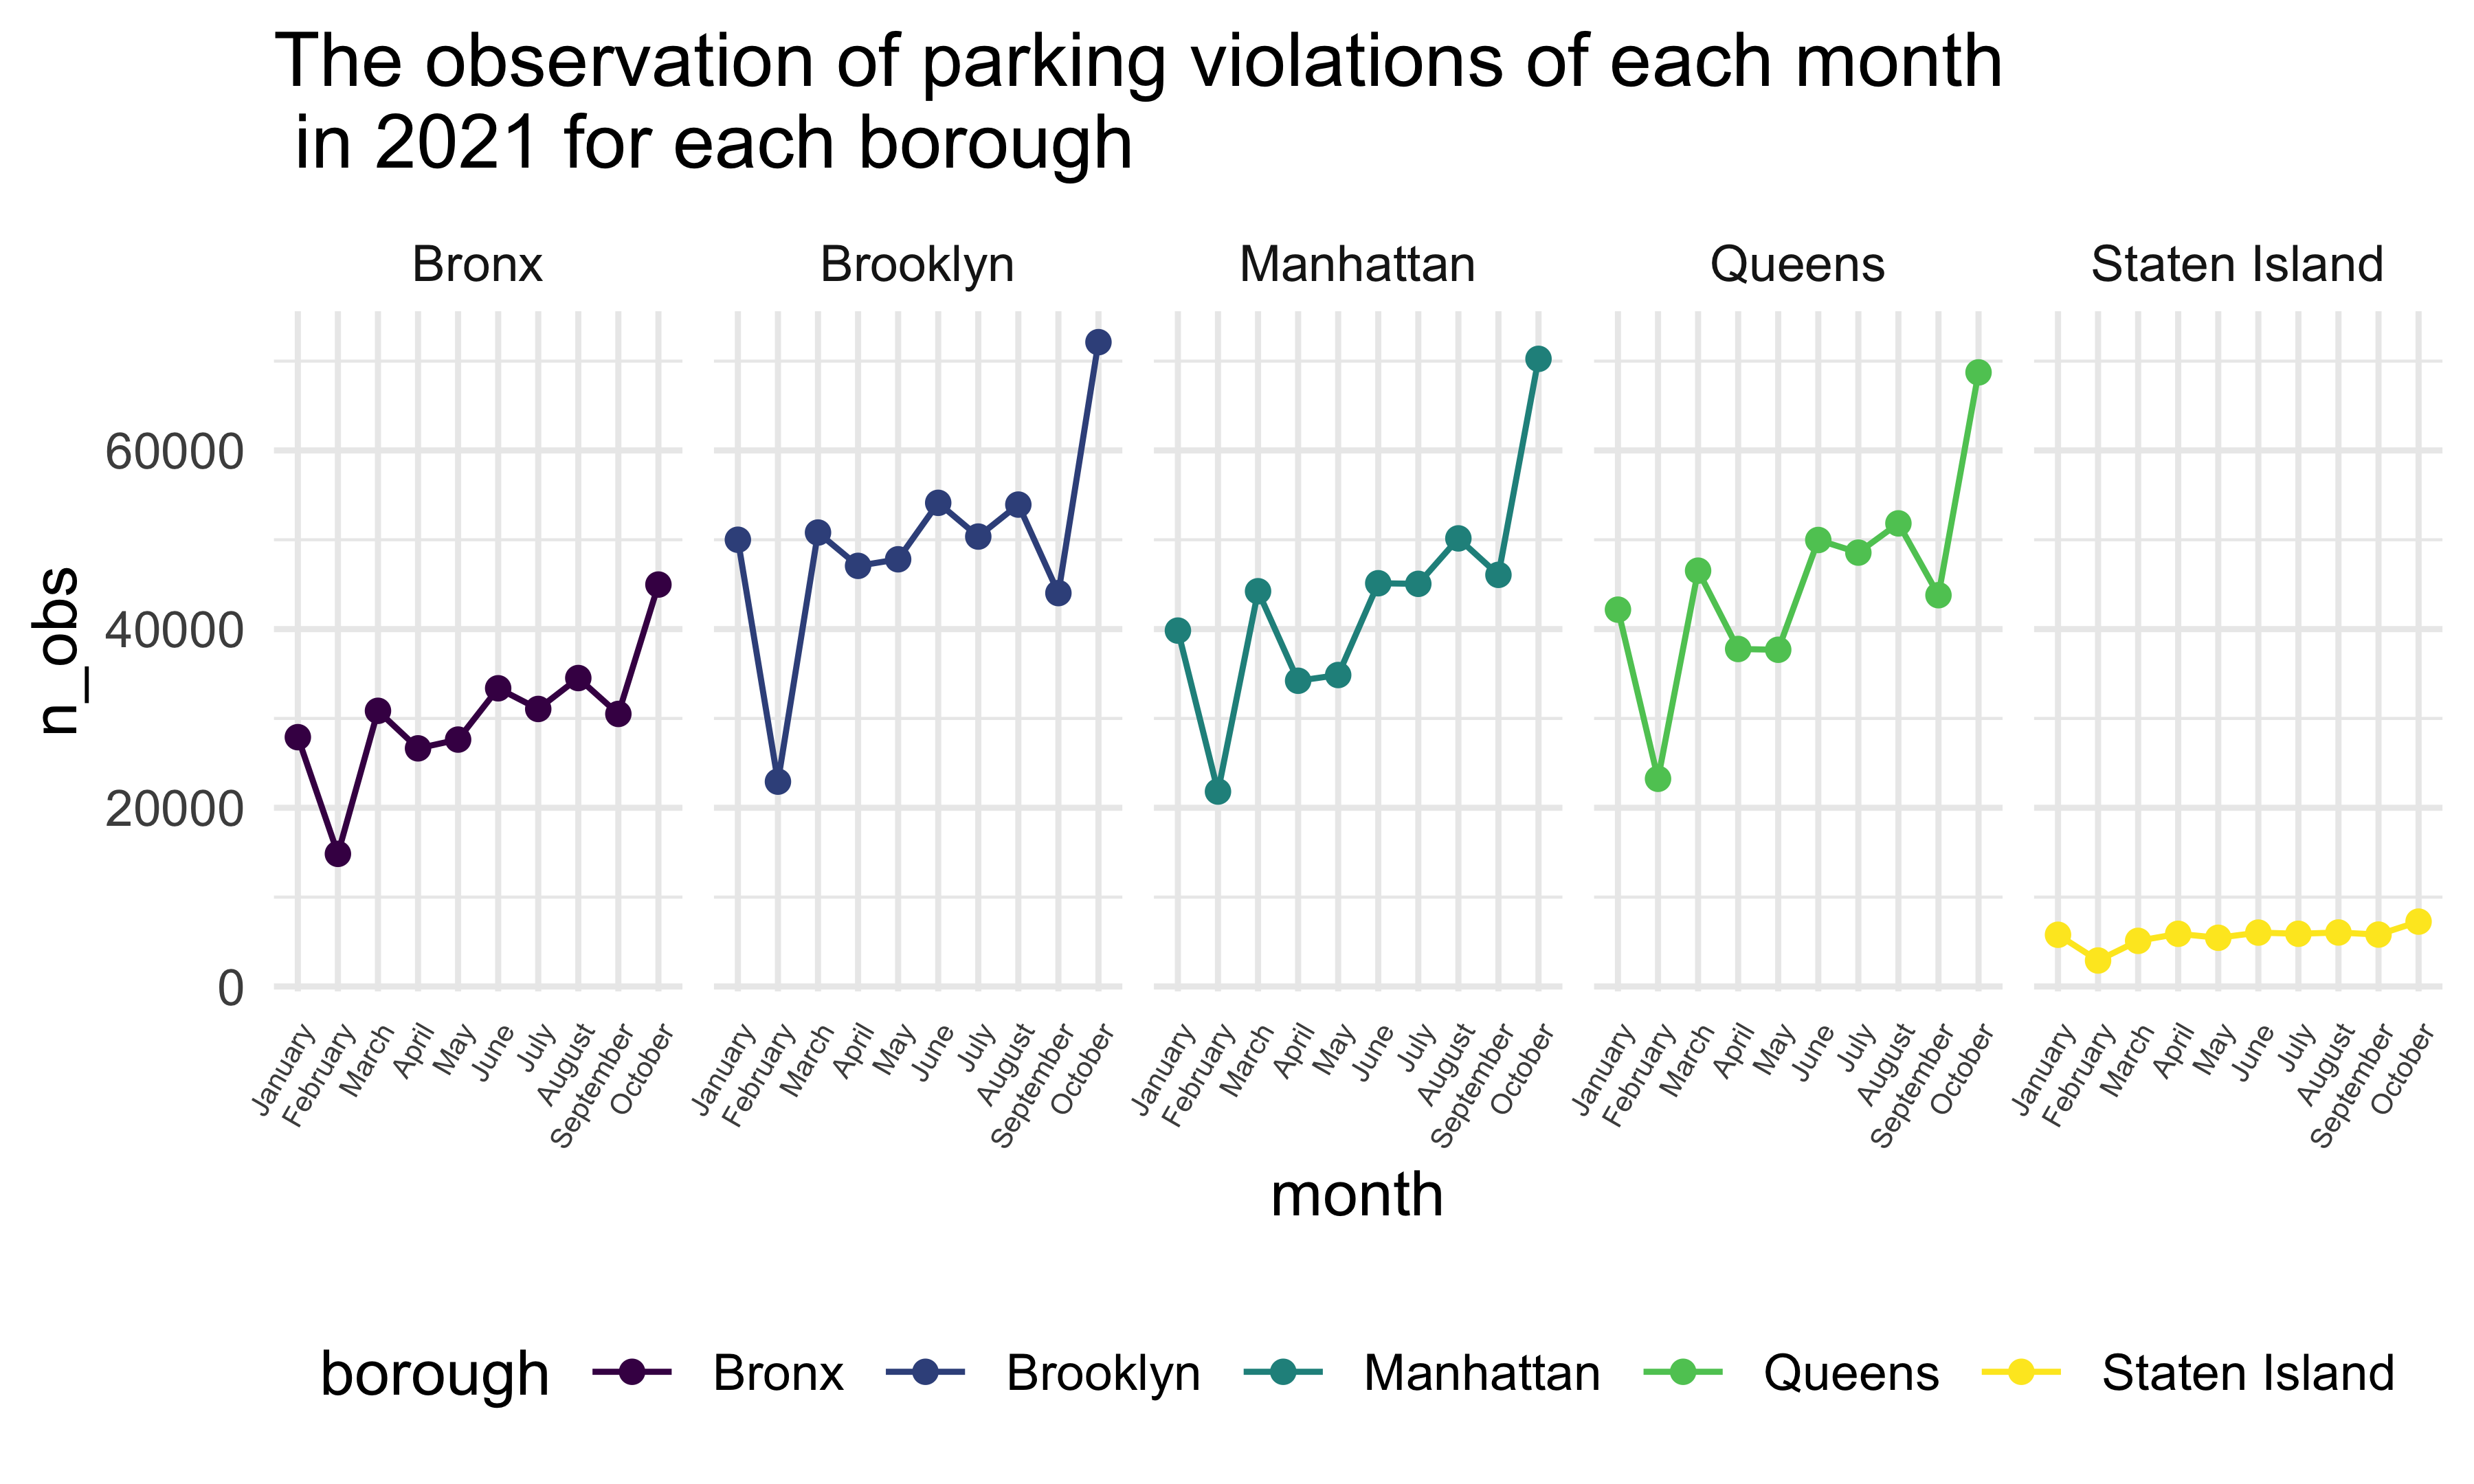 The observation of parking violations of each month
in 2021 for each borough
Bronx Brooklyn Manhattan Queens Staten Island
60000
40000
20000
0
n_obs
January February March April May June July August September October January February March April May June July August September October January February March April May June July August September October January February March April May June July August September October January February March April May June July August September October
month
borough Bronx Brooklyn Manhattan Queens Staten Island